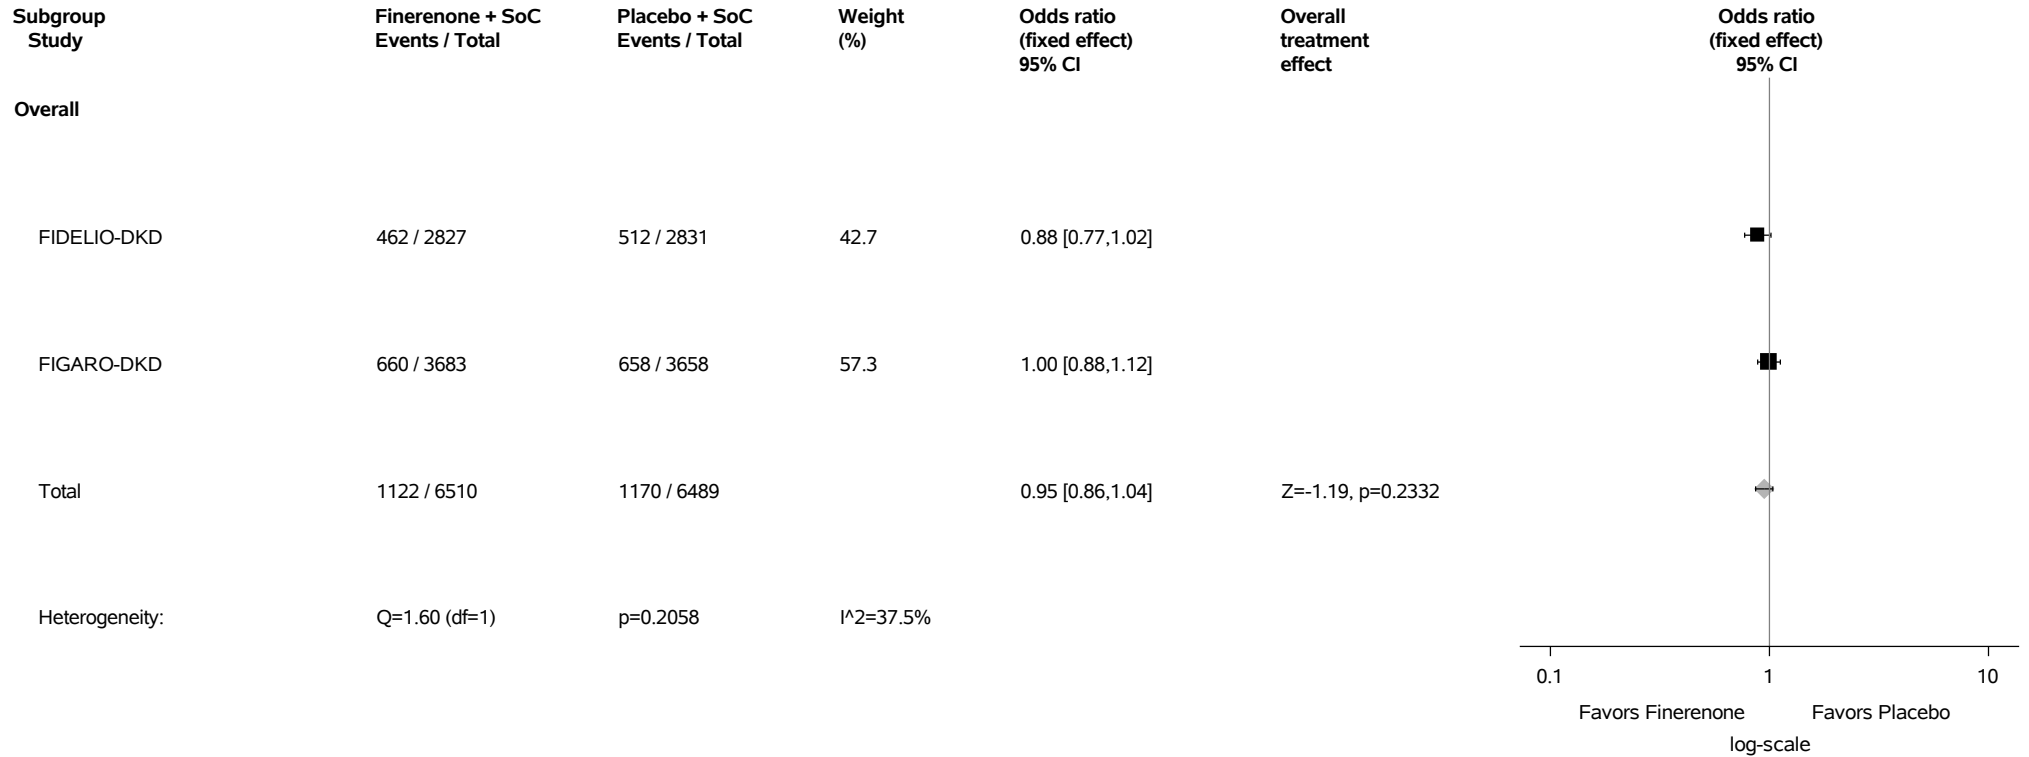 Subgroup Finerenone + SoC Placebo + SoC Weight Odds ratio Overall Odds ratio
Study Events / Total Events / Total (%) (fixed effect) treatment (fixed effect)
95% CI effect 95% CI
Overall
FIDELIO-DKD 462 / 2827 512 / 2831 42.7 0.88 [0.77,1.02]
FIGARO-DKD 660 / 3683 658 / 3658 57.3 1.00 [0.88,1.12]
Total 1122 / 6510 1170 / 6489 0.95 [0.86,1.04] Z=-1.19, p=0.2332
Heterogeneity: Q=1.60 (df=1) p=0.2058 I^2=37.5%
0.1 1 10
Favors Finerenone Favors Placebo
log-scale